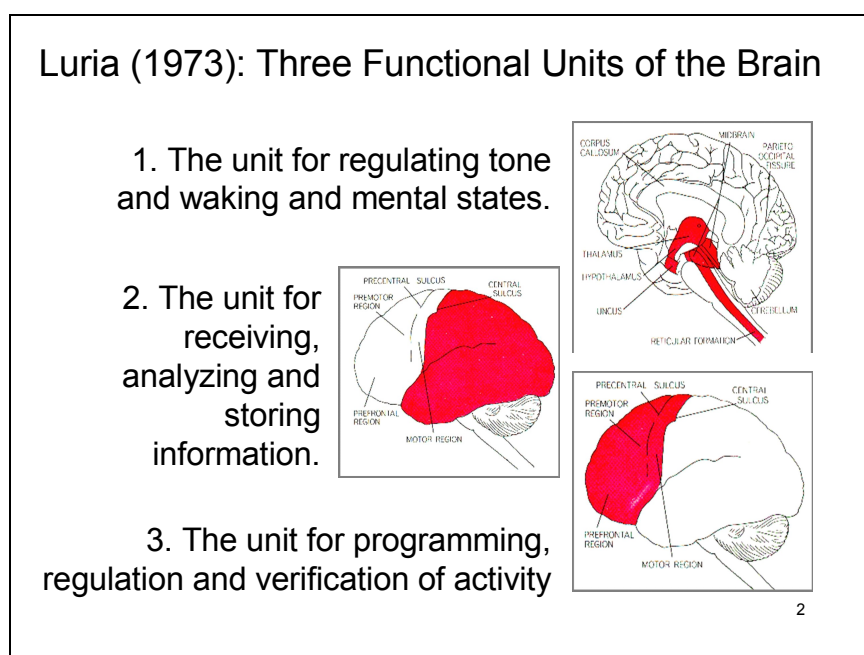 Luria (1973): Three Functional Units of the Brain
1. The unit for regulating tone
and waking and mental states.
CORPUS
CALLOSUM
MIDBRAIN
PARIETO
OCCIPITAL
FISSURE
THALAMUS
HYPOTHALAMUS
UNCUS
CEREBELLUM
RETICULAR FORMATION
2. The unit for
receiving,
analyzing and
storing
information.
PRECENTRAL SULCUS
PREMOTOR
REGION
CENTRAL
SULCUS
PREFRONTAL
REGION
MOTOR REGION
3. The unit for programming,
regulation and verification of activity
PRECENTRAL SULCUS
PREMOTOR
REGION
CENTRAL
SULCUS
PREFRONTAL
REGION
MOTOR REGION
2